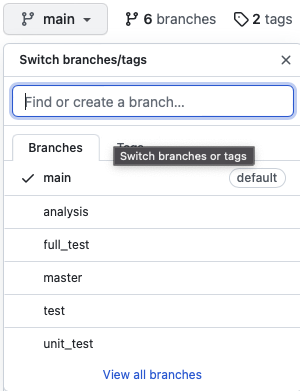 main 6 branches 2 tags
Switch branches/tags
Find or create a branch...
Branches Tags
Switch branches or tags
main default
analysis
full_test
master
test
unit_test
View all branches